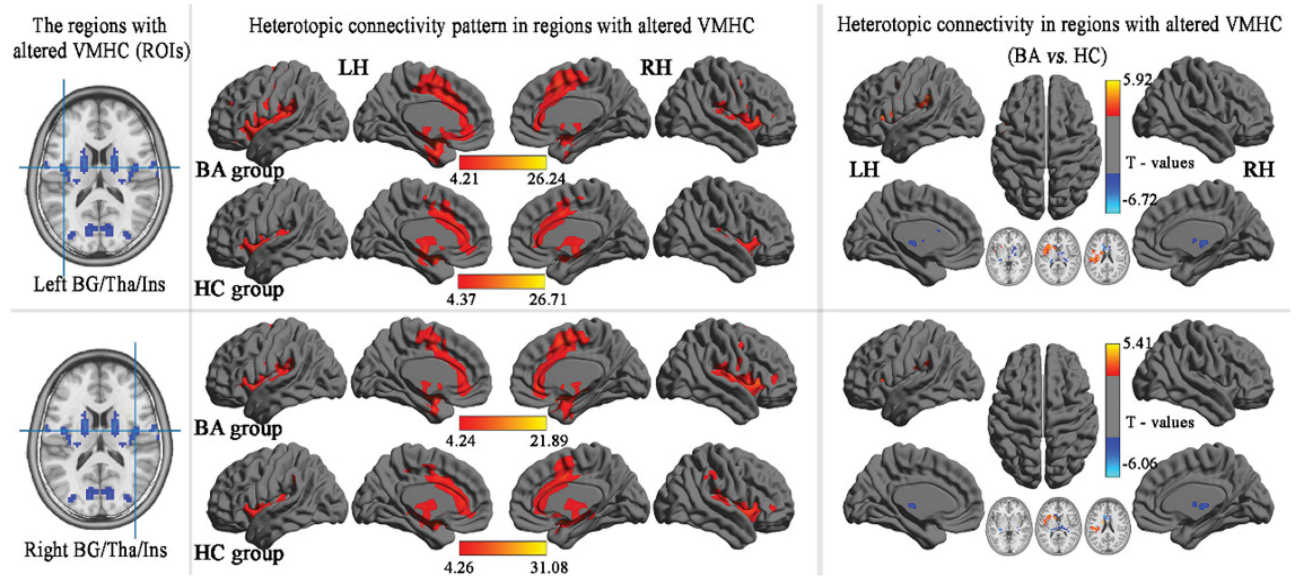 The regions with
altered VMHC (ROIs)
Heterotopic connectivity pattern in regions with altered VMHC
Heterotopic connectivity in regions with altered VMHC
(BA vs. HC)
LH
RH
BA group
4.21
26.24
HC group
4.37
26.71
Left BG/Tha/Ins
5.92
T - values
-6.72
LH
RH
BA group
4.24
21.89
HC group
4.26
31.08
Right BG/Tha/Ins
5.41
T - values
-6.06